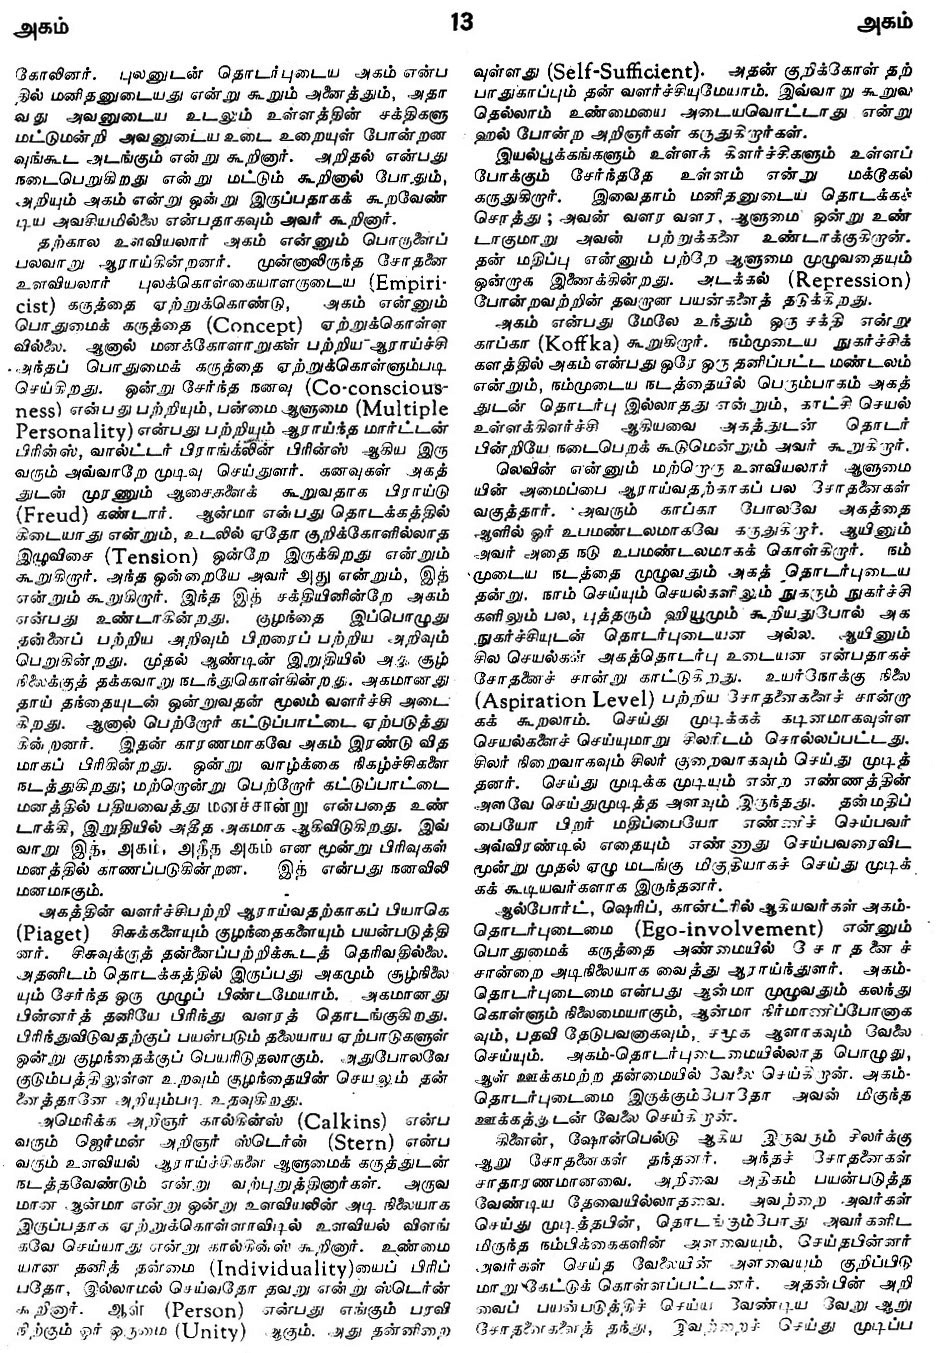 அகம்
13
அகம்
கோலினர். புலனுடன் தொடர்புடைய அகம் என்ப
தில் மனிதனுடையது என்று கூறும் அனைத்தும், அதா
வது அவனுடைய உடலும் உள்ளத்தின் சக்திகளு
மட்டுமன்றி அவனுடைய உடை உறையுள் போன்றன
வுங்கூட அடங்கும் என்று கூறினார். அறிதல் என்பது
நடைபெறுகிறது என்று மட்டும் கூறினால் போதும்,
அறியும் அகம் என்று ஒன்று இருப்பதாகக் கூறவேண்
டிய அவசியமில்லை என்பதாகவும் அவர் கூறினார்.
தற்கால உளவியலார் அகம் என்னும் பொருளைப்
பலவாறு ஆராய்கின்றனர். முன்னாலிருந்த சோதனை
உளவியலார் புலக்கொள்கையாளருடைய (Empiri-
cist) கருத்தை ஏற்றுக்கொண்டு, அகம் என்னும்
பொதுமைக் கருத்தை (Concept) ஏற்றுக்கொள்ள
வில்லை. ஆனால் மனக்கோளாறுகள் பற்றிய ஆராய்ச்சி
அந்தப் பொதுமைக் கருத்தை ஏற்றுக்கொள்ளும்படி
செய்கிறது. ஒன்று சேர்ந்த நனவு (Co-conscious-
ness) என்பது பற்றியும், பன்மை ஆளுமை (Multiple
Personality) என்பது பற்றியும் ஆராய்ந்த மார்ட்டன்
பிரின்ஸ், வால்ட்டர் பிராங்க்லின் பிரின்ஸ் ஆகிய இரு
வரும் அவ்வாறே முடிவு செய்துளர். கனவுகள் அகத்
துடன் முரணும் ஆசைகளைக் கூறுவதாக பிராய்டு
(Freud) கண்டார். ஆன்மா என்பது தொடக்கத்தில்
கிடையாது என்றும், உடலில் ஏதோ குறிக்கோளில்லாத
இழுவிசை (Tension) ஒன்றே இருக்கிறது என்றும்
கூறுகிறார். அந்த ஒன்றையே அவர் அது என்றும், இத்
என்றும் கூறுகிறார். இந்த இத் சக்தியினின்றே அகம்
என்பது உண்டாகின்றது. குழந்தை இப்பொழுது
தன்னைப் பற்றிய அறிவும் பிறரைப் பற்றிய அறிவும்
பெறுகின்றது. முதல் ஆண்டின் இறுதியில் அது சூழ்
நிலைக்குத் தக்கவாறு நடந்துகொள்கின்றது. அகமானது
தாய் தந்தையுடன் ஒன்றுவதன் மூலம் வளர்ச்சி அடை
கிறது. ஆனால் பெற்றோர் கட்டுப்பாட்டை ஏற்படுத்து
கின்றனர். இதன் காரணமாகவே அகம் இரண்டு வித
மாகப் பிரிகின்றது. ஒன்று வாழ்க்கை நிகழ்ச்சிகளை
நடத்துகிறது; மற்றொன்று பெற்றோர் கட்டுப்பாட்டை
மனத்தில் பதியவைத்து மனச்சான்று என்பதை உண்
டாக்கி, இறுதியில் அதீத அகமாக ஆகிவிடுகிறது. இவ்
வாறு இத், அகம், அதீத அகம் என மூன்று பிரிவுகள்
மனத்தில் காணப்படுகின்றன. இத் என்பது நனவிலி
மனமாகும்.
அகத்தின் வளர்ச்சிபற்றி ஆராய்வதற்காகப் பியாகெ
(Piaget) சிசுக்களையும் குழந்தைகளையும் பயன்படுத்தி
னர். சிசுவுக்குத் தன்னைப்பற்றிக்கூடத் தெரிவதில்லை.
அதனிடம் தொடக்கத்தில் இருப்பது அகமும் சூழ்நிலை
யும் சேர்ந்த ஒரு முழுப் பிண்டமேயாம். அகமானது
பின்னர்த் தனியே பிரிந்து வளரத் தொடங்குகிறது.
பிரிந்துவிடுவதற்குப் பயன்படும் தலையாய ஏற்பாடுகளுள்
ஒன்று குழந்தைக்குப் பெயரிடுதலாகும். அதுபோலவே
குடும்பத்திலுள்ள உறவும் குழந்தையின் செயலும் தன்
னைத்தானே அறியும்படி உதவுகிறது.
அமெரிக்க அறிஞர் கால்கின்ஸ் (Calkins) என்ப
வரும் ஜெர்மன் அறிஞர் ஸ்டெர்ன் (Stern) என்ப
வரும் உளவியல் ஆராய்ச்சிகளை ஆளுமைக் கருத்துடன்
நடத்தவேண்டும் என்று வற்புறுத்தினார்கள். அருவ
மான ஆன்மா என்று ஒன்று உளவியலின் அடி நிலையாக
இருப்பதாக ஏற்றுக்கொள்ளாவிடில் உளவியல் விளங்
கவே செய்யாது என்று கால்கின்ஸ் கூறினார். உண்மை
யான தனித் தன்மை (Individuality)யைப் பிரிப்
பதோ, இல்லாமல் செய்வதோ தவறு என்று ஸ்டெர்ன்
கூறினார். ஆள் (Person) என்பது எங்கும் பரவி
நிற்கும் ஓர் ஒருமை (Unity) ஆகும். அது தன்னிறை
வுள்ளது (Self-Sufficient). அதன் குறிக்கோள் தற்
பாதுகாப்பும் தன் வளர்ச்சியுமேயாம். இவ்வாறு கூறுவ
தெல்லாம் உண்மையை அடையவொட்டாது என்று
ஹல் போன்ற அறிஞர்கள் கருதுகிறார்கள்.
இயல்பூக்கங்களும் உள்ளக் கிளர்ச்சிகளும் உள்ளப்
போக்கும் சேர்ந்ததே உள்ளம் என்று மக்டூகல்
கருதுகிறார். இவைதாம் மனிதனுடைய தொடக்கச்
சொத்து; அவன் வளர வளர, ஆளுமை ஒன்று உண்
டாகுமாறு அவன் பற்றுக்களை உண்டாக்குகிறான்.
தன் மதிப்பு என்னும் பற்றே ஆளுமை முழுவதையும்
ஒன்றாக இணைக்கின்றது. அடக்கல் (Repression)
போன்றவற்றின் தவறான பயன்களைத் தடுக்கிறது.
அகம் என்பது மேலே உந்தும் ஒரு சக்தி என்று
காப்கா (Koffka) கூறுகிறார். நம்முடைய நுகர்ச்சிக்
களத்தில் அகம் என்பது ஒரே ஒரு தனிப்பட்ட மண்டலம்
என்றும், நம்முடைய நடத்தையில் பெரும்பாகம் அகத்
துடன் தொடர்பு இல்லாதது என்றும், காட்சி செயல்
உள்ளக்கிளர்ச்சி ஆகியவை அகத்துடன் தொடர்
பின்றியே நடைபெறக் கூடுமென்றும் அவர் கூறுகிறார்.
லெவின் என்னும் மற்றொரு உளவியலார் ஆளுமை
யின் அமைப்பை ஆராய்வதற்காகப் பல சோதனைகள்
வகுத்தார். அவரும் காப்கா போலவே அகத்தை
ஆளில் ஓர் உபமண்டலமாகவே கருதுகிறார். ஆயினும்
அவர் அதை நடு உபமண்டலமாகக் கொள்கிறார். நம்
முடைய நடத்தை முழுவதும் அகத் தொடர்புடைய
தன்று. நாம் செய்யும் செயல்களிலும் நுகரும் நுகர்ச்சி
களிலும் பல, புத்தரும் ஹியூமும் கூறியதுபோல் அக
நுகர்ச்சியுடன் தொடர்புடையன அல்ல. ஆயினும்
சில செயல்கள் அகத்தொடர்பு உடையன என்பதாகச்
சோதனைச் சான்று காட்டுகிறது. உயர்நோக்கு நிலை
(Aspiration Level) பற்றிய சோதனைகளைச் சான்றா
கக் கூறலாம். செய்து முடிக்கக் கடினமாகவுள்ள
செயல்களைச் செய்யுமாறு சிலரிடம் சொல்லப்பட்டது.
சிலர் நிறைவாகவும் சிலர் குறைவாகவும் செய்து முடித்
தனர். செய்து முடிக்க முடியும் என்ற எண்ணத்தின்
அளவே செய்துமுடித்த அளவும் இருந்தது. தன்மதிப்
பையோ பிறர் மதிப்பையோ எண்ணிச் செய்பவர்
அவ்விரண்டில் எதையும் எண்ணாது செய்பவரைவிட
மூன்று முதல் ஏழு மடங்கு மிகுதியாகச் செய்து முடிக்
கக் கூடியவர்களாக இருந்தனர்.
ஆல்போர்ட், ஷெரிப், கான்ட்ரில் ஆகியவர்கள் அகம்-
தொடர்புடைமை (Ego-involvement) என்னும்
பொதுமைக் கருத்தை அண்மையில் சோதனைச்
சான்றை அடிநிலையாக வைத்து ஆராய்ந்துளர். அகம்-
தொடர்புடைமை என்பது ஆன்மா முழுவதும் கலந்து
கொள்ளும் நிலைமையாகும், ஆன்மா நிர்மாணிப்போனாக
வும், பதவி தேடுபவனாகவும், சமூக ஆளாகவும் வேலை
செய்யும். அகம்-தொடர்புடைமையில்லாத பொழுது,
ஆள் ஊக்கமற்ற தன்மையில் வேலை செய்கிறான். அகம்-
தொடர்புடைமை இருக்கும்போதோ அவன் மிகுந்த
ஊக்கத்துடன் வேலை செய்கிறான்.
கிளைன், ஷோன்பெல்டு ஆகிய இருவரும் சிலர்க்கு
ஆறு சோதனைகள் தந்தனர். அந்தச் சோதனைகள்
சாதாரணமானவை. அறிவை அதிகம் பயன்படுத்த
வேண்டிய தேவையில்லாதவை. அவற்றை அவர்கள்
செய்து முடித்தபின், தொடங்கும்போது அவர்களிட
மிருந்த நம்பிக்கைகளின் அளவையும், செய்தபின்னர்
அவர்கள் செய்த வேலையின் அளவையும் குறிப்பிடு
மாறு கேட்டுக் கொள்ளப்பட்டனர். அதன்பின் அறி
வைப் பயன்படுத்திச் செய்ய வேண்டிய வேறு ஆறு
சோதனைகளைத் தந்து, இவற்றைச் செய்து முடிப்ப